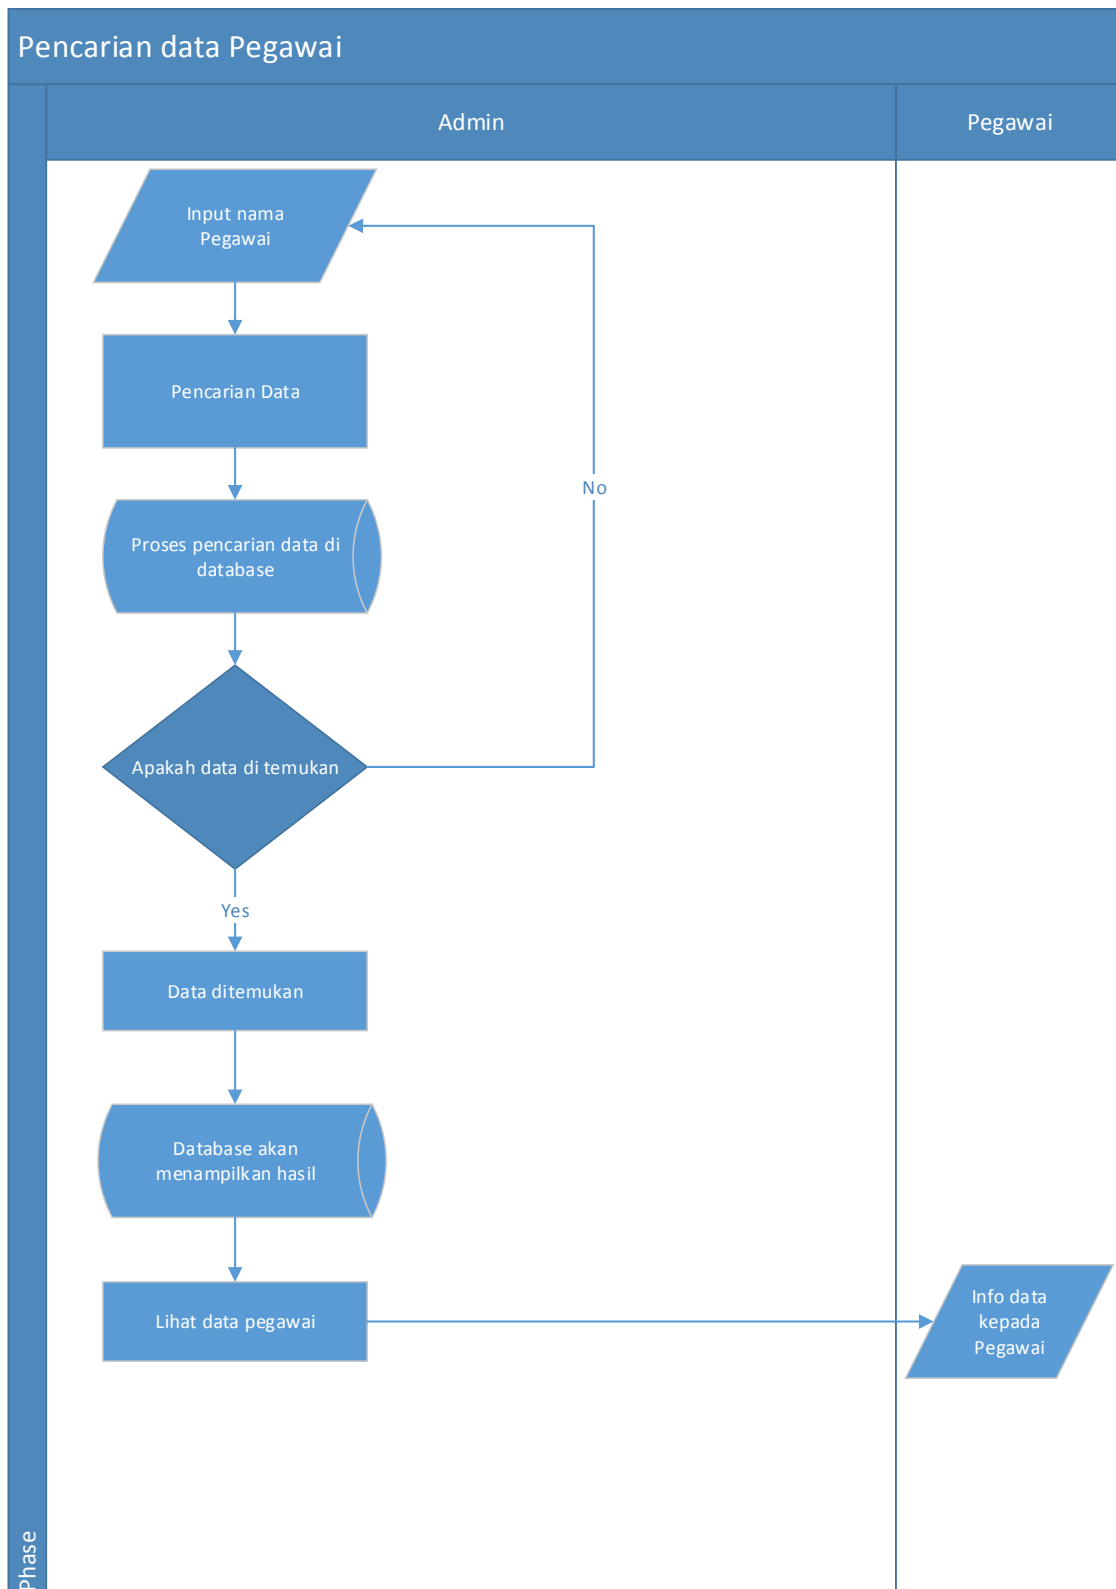 Pencarian data Pegawai
Admin
Pegawai
Input nama
Pegawai
Pencarian Data
No
Proses pencarian data di
database
Apakah data di temukan
Yes
Data ditemukan
Database akan
menampilkan hasil
Lihat data pegawai
Info data
kepada
Pegawai
Phase